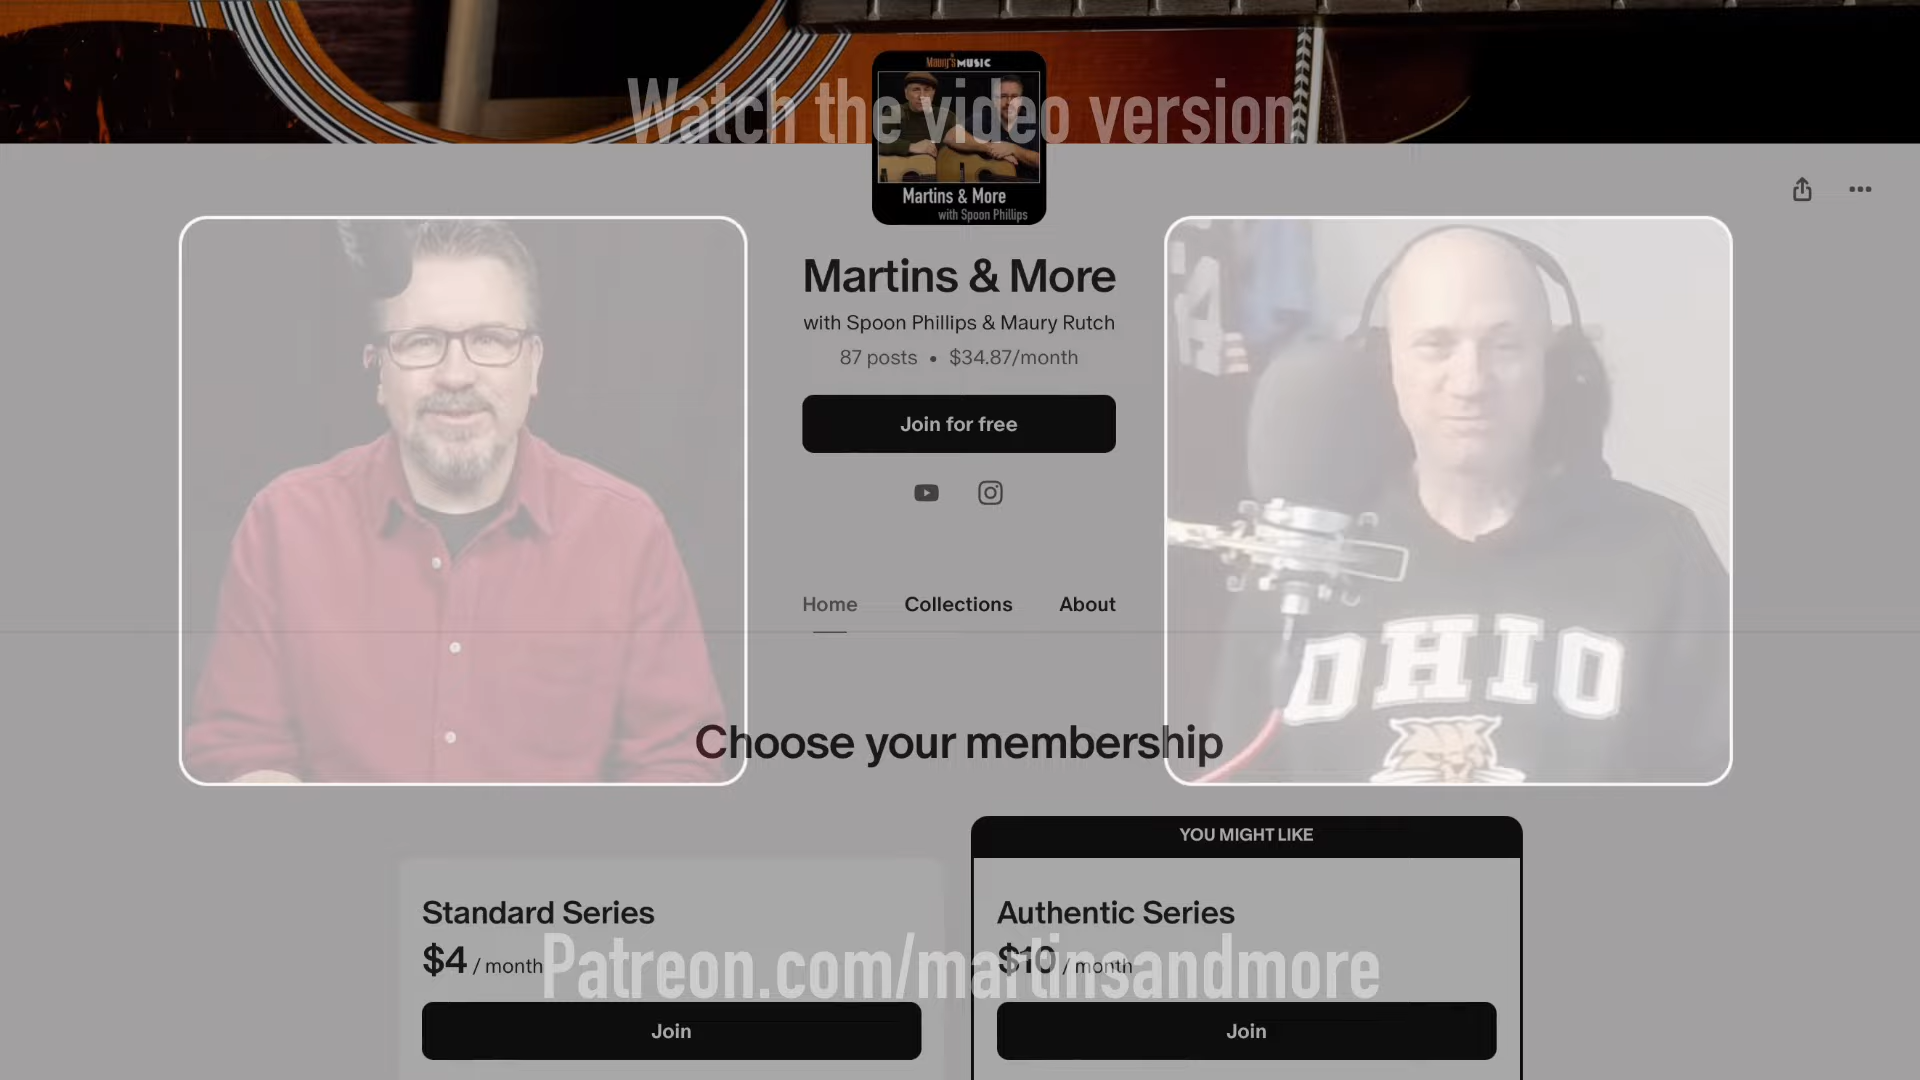 Maury's MUSIC
Watch the video version
Martins & More
with Spoon Phillips
Martins & More
with Spoon Phillips & Maury Rutch
87 posts • $34.87/month
Join for free
Home Collections About
OHIO
Choose your membership
YOU MIGHT LIKE
Standard Series
$4 / month
Authentic Series
$10 / month
Patreon.com/martinsandmore
Join
Join